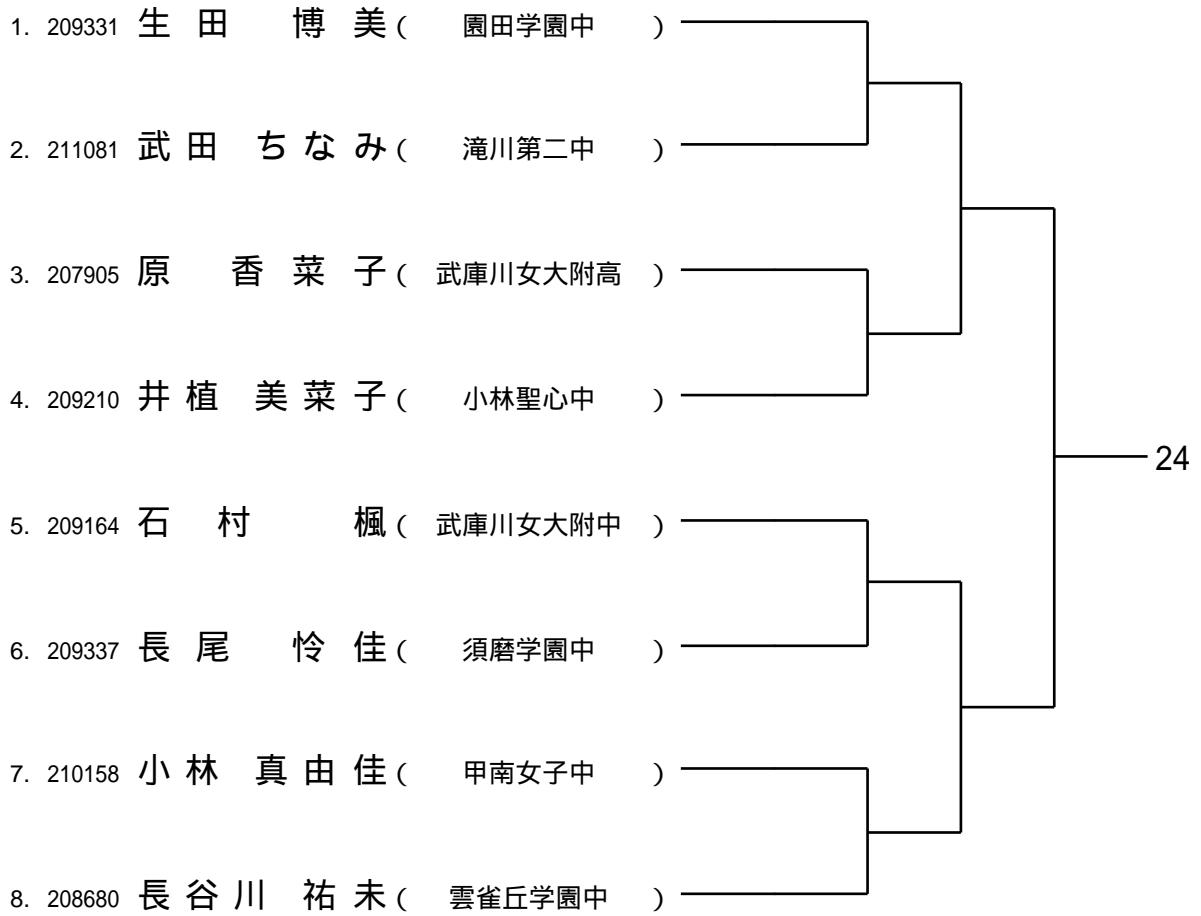 1. 209331 生田 博美( 園田学園中 )
2. 211081 武田 ちなみ( 滝川第二中 )
3. 207905 原 香菜子( 武庫川女大附高 )
4. 209210 井植 美菜子( 小林聖心中 )
24
5. 209164 石村 楓( 武庫川女大附中 )
6. 209337 長尾 怜佳( 須磨学園中 )
7. 210158 小林 真由佳( 甲南女子中 )
8. 208680 長谷川 祐未( 雲雀丘学園中 )